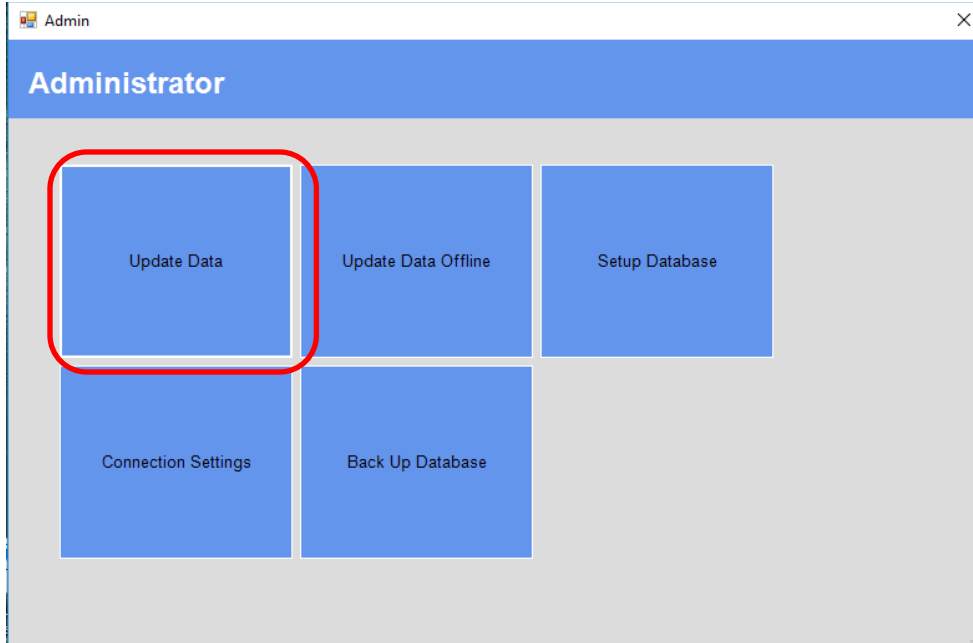 Admin
Administrator
Update Data
Update Data Offline
Setup Database
Connection Settings
Back Up Database